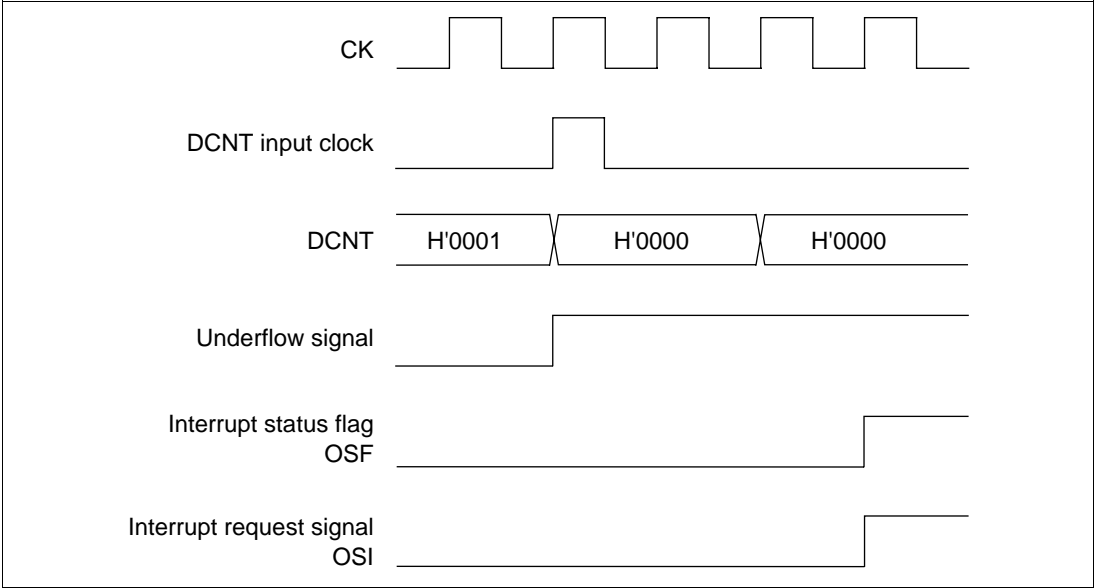 CK
DCNT input clock
DCNT H'0001 H'0000 H'0000
Underflow signal
Interrupt status flag
OSF
Interrupt request signal
OSI